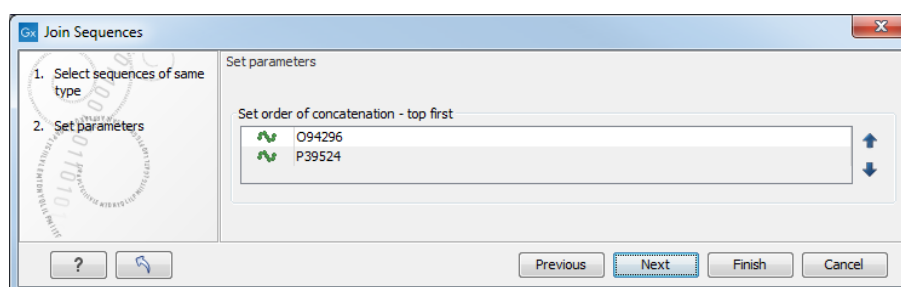 Gx Join Sequences
1. Select sequences of same
type
2. Set parameters
Set parameters
Set order of concatenation - top first
O94296
P39524
?
Previous
Next
Finish
Cancel